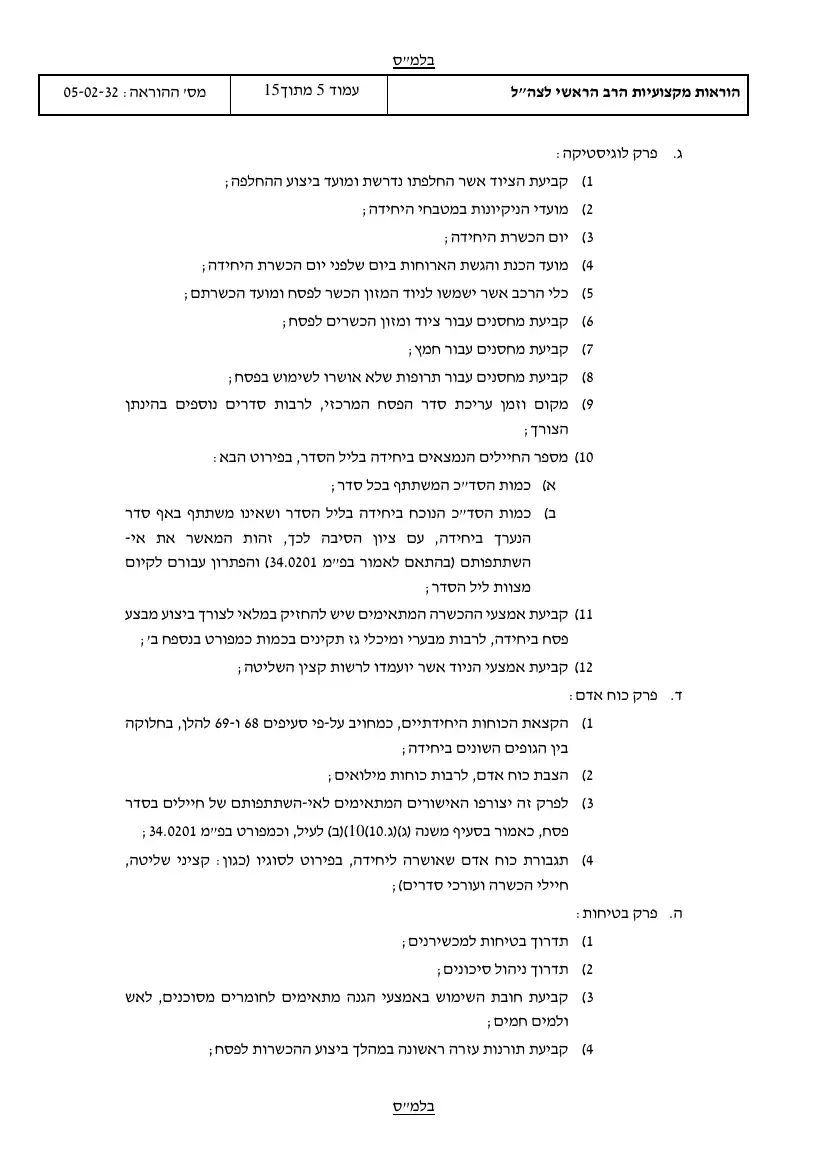 בלמ״ס
הוראות מקצועיות הרב הראשי לצה״ל עמוד 5 מתוך15 מס׳ ההוראה: 05-02-32
ג. פרק לוגיסטיקה:
1) קביעת הציוד אשר החלפתו נדרשת ומועד ביצוע ההחלפה;
2) מועדי הניקיונות במטבחי היחידה;
3) יום הכשרת היחידה;
4) מועד הכנת והגשת הארוחות ביום שלפני יום הכשרת היחידה;
5) כלי הרכב אשר ישמשו לניוד המזון הכשר לפסח ומועד הכשרתם;
6) קביעת מחסנים עבור ציוד ומזון הכשרים לפסח;
7) קביעת מחסנים עבור חמץ;
8) קביעת מחסנים עבור תרופות שלא אושרו לשימוש בפסח;
9) מקום וזמן עריכת סדר הפסח המרכזי, לרבות סדרים נוספים בהינתן
הצורך;
10) מספר החיילים הנמצאים ביחידה בליל הסדר, בפירוט הבא:
א) כמות הסד״כ המשתתף בכל סדר;
ב) כמות הסד״כ הנוכח ביחידה בליל הסדר ושאינו משתתף באף סדר
הנערך ביחידה, עם ציון הסיבה לכך, זהות המאשר את אי-
השתתפותם (בהתאם לאמור בפ״מ 34.0201) והפתרון עבורם לקיום
מצוות ליל הסדר;
11) קביעת אמצעי ההכשרה המתאימים שיש להחזיק במלאי לצורך ביצוע מבצע
פסח ביחידה, לרבות מבערי ומיכלי גז תקינים בכמות כמפורט בנספח ב׳;
12) קביעת אמצעי הניוד אשר יועמדו לרשות קצין השליטה;
ד. פרק כוח אדם:
1) הקצאת הכוחות היחידתיים, כמחויב על-פי סעיפים 68 ו-69 להלן, בחלוקה
בין הגופים השונים ביחידה;
2) הצבת כוח אדם, לרבות כוחות מילואים;
3) לפרק זה יצורפו האישורים המתאימים לאי-השתתפותם של חיילים בסדר
פסח, כאמור בסעיף משנה (ג)(ג.10)(10)(ב) לעיל, וכמפורט בפ״מ 34.0201;
4) תגבורת כוח אדם שאושרה ליחידה, בפירוט לסוגיו (כגון: קציני שליטה,
חיילי הכשרה ועורכי סדרים);
ה. פרק בטיחות:
1) תדרוך בטיחות למכשירנים;
2) תדרוך ניהול סיכונים;
3) קביעת חובת השימוש באמצעי הגנה מתאימים לחומרים מסוכנים, לאש
ולמים חמים;
4) קביעת תורנות עזרה ראשונה במהלך ביצוע ההכשרות לפסח;
בלמ״ס